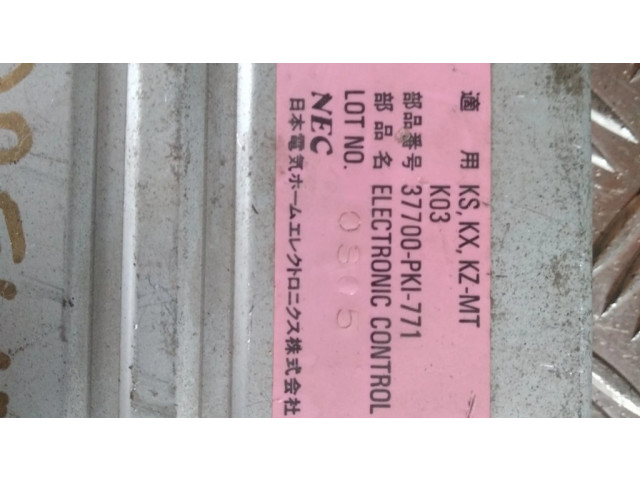 適用 KS, KX, KZ-MT
K03
部品番号 37700-PK1-771
部品名 ELECTRONIC CONTROL
LOT NO. 0805
NEC
日本電気ホームエレクトロニクス株式会社